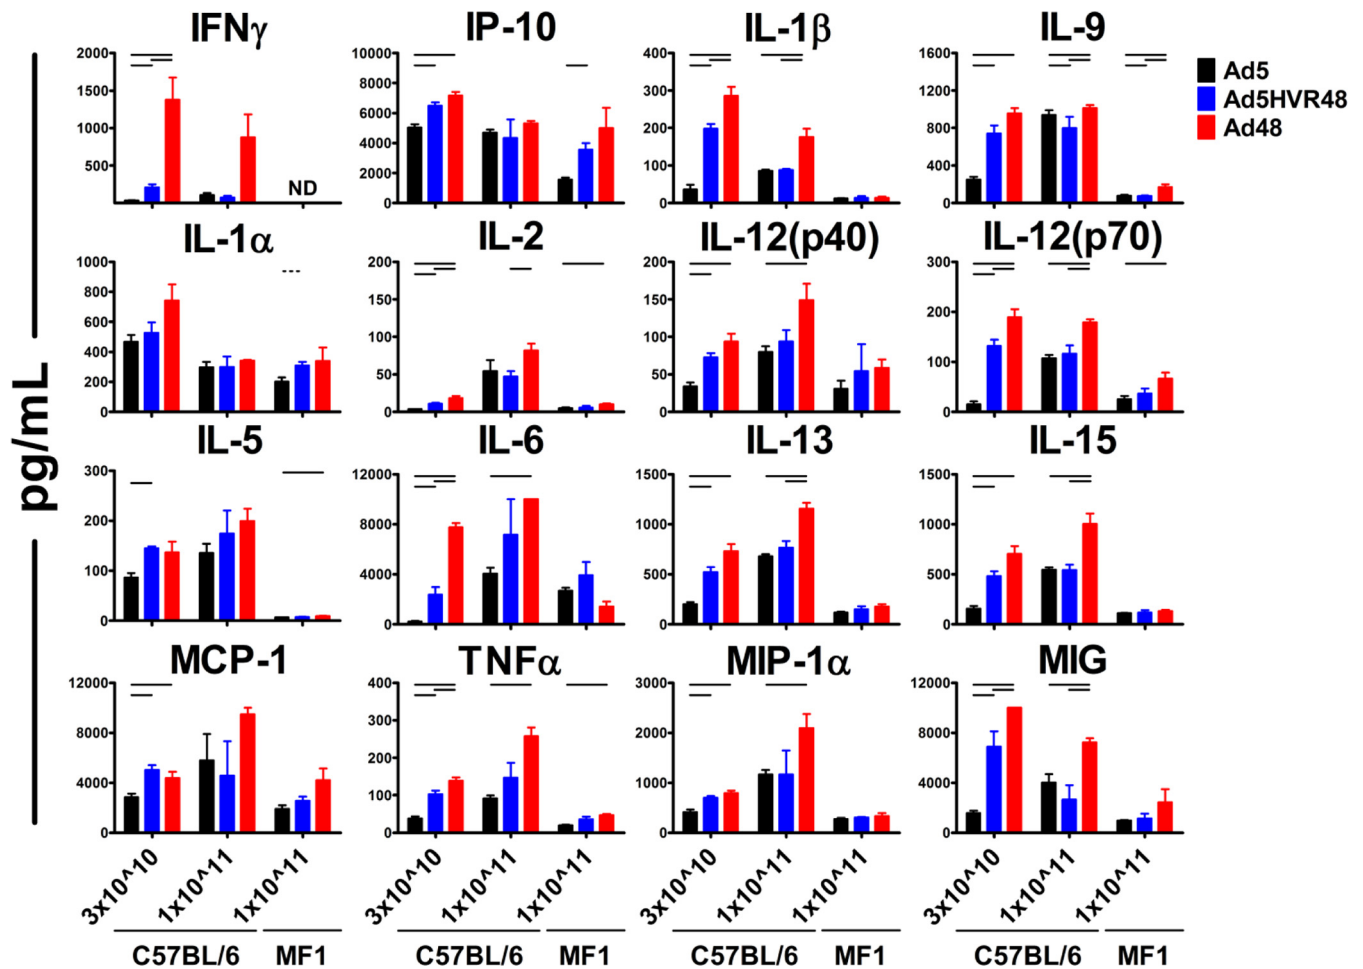 IFNγ IP-10 IL-1β IL-9
2000 10000 400 1600
8000
1500 300 1200
6000
1000 200 800
4000
500 100 400
2000
ND
0 0 0
Ad5
Ad5HVR48
Ad48
IL-1α IL-2 IL-12(p40) IL-12(p70)
1000 200 200 300
800
150 150
200
600
100 100
400
100
50 50
200
0 0 0 0
IL-5 IL-6 IL-13 IL-15
300 12000 1500 1500
200 8000 1000 1000
100 4000 500 500
0 0 0 0
MCP-1 TNFα MIP-1α MIG
12000 400 3000 12000
300
8000 2000 8000
200
4000 1000 4000
100
0 0 0 0
pg/mL
3x10^10 1x10^11 1x10^11 3x10^10 1x10^11 1x10^11 3x10^10 1x10^11 1x10^11 3x10^10 1x10^11 1x10^11
C57BL/6 MF1 C57BL/6 MF1 C57BL/6 MF1 C57BL/6 MF1